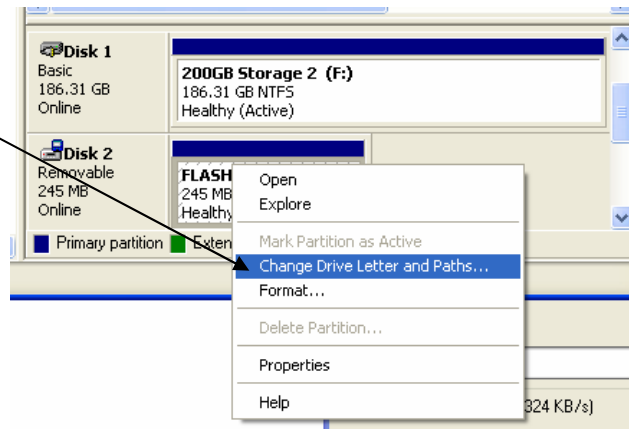 Disk 1
Basic
186.31 GB
Online
200GB Storage 2 (F:)
186.31 GB NTFS
Healthy (Active)
Disk 2
Removable
245 MB
Online
FLASH
245 MB
Healthy
Primary partition
Exten
Open
Explore
Mark Partition as Active
Change Drive Letter and Paths...
Format...
Delete Partition...
Properties
Help
324 KB/s)